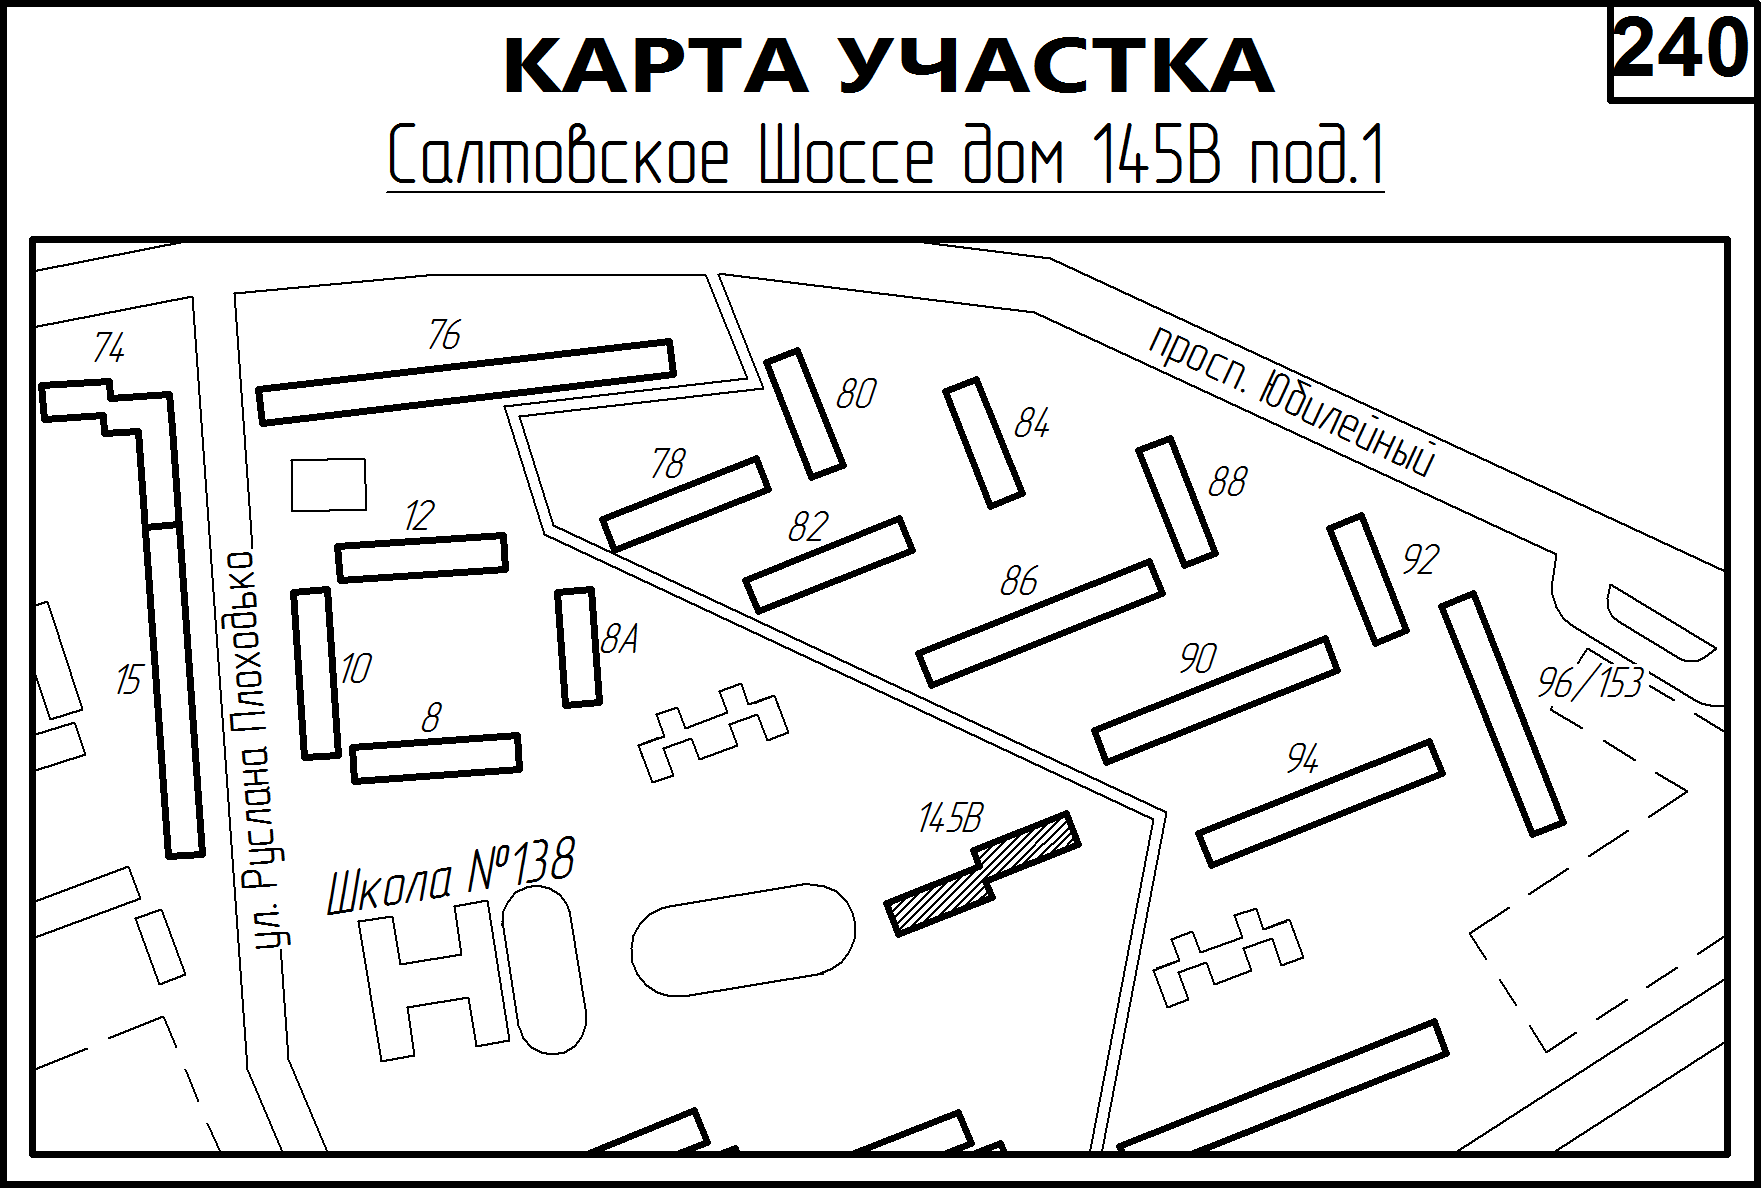 КАРТА УЧАСТКА
240
Салтовское Шоссе дом 145В под.1
74
76
80
84
просп. Юбилейный
78
88
12
82
92
86
ул. Руслана Плоходько
8А
90
10
15
96/153
8
94
145В
Школа №138